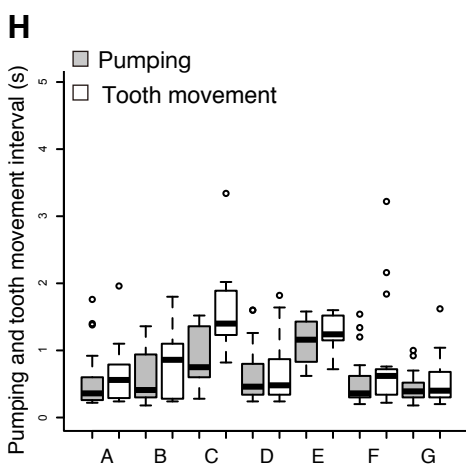 H
Pumping
Tooth movement
Pumping and tooth movement interval (s)
5
4
3
2
1
0
A B C D E F G